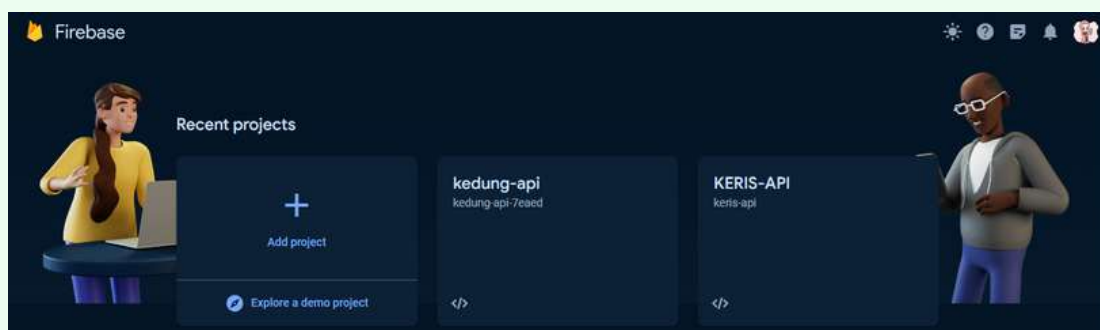 Firebase
Recent projects
Add project
Explore a demo project
kedung-api
kedung-api-7eaed
</>
KERIS-API
keris-api
</>